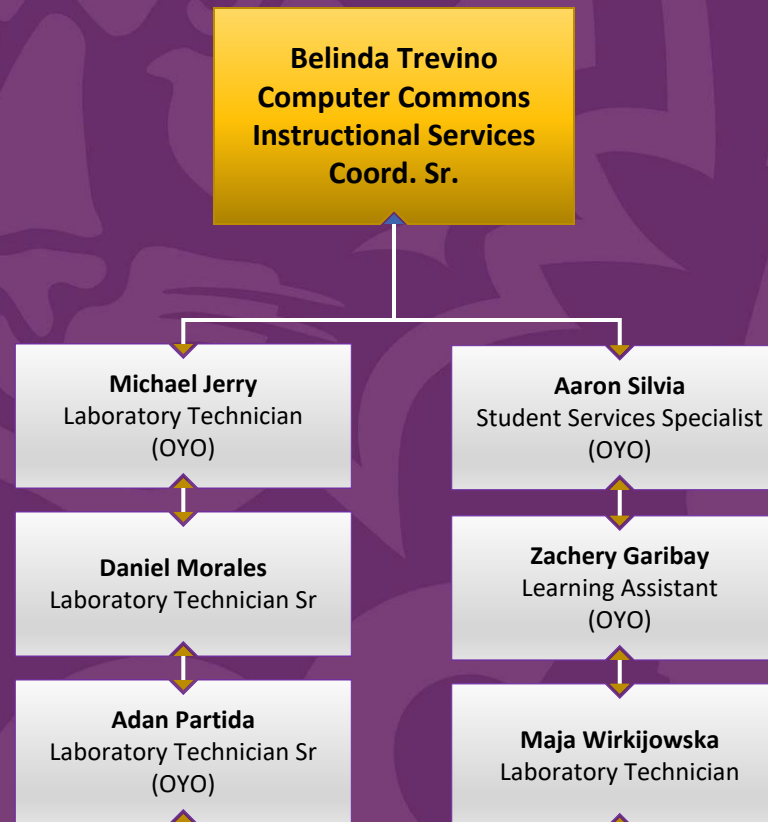 Belinda Trevino
Computer Commons
Instructional Services
Coord. Sr.
Michael Jerry
Laboratory Technician
(OYO)
Aaron Silvia
Student Services Specialist
(OYO)
Daniel Morales
Laboratory Technician Sr
Zachery Garibay
Learning Assistant
(OYO)
Adan Partida
Laboratory Technician Sr
(OYO)
Maja Wirkijowska
Laboratory Technician